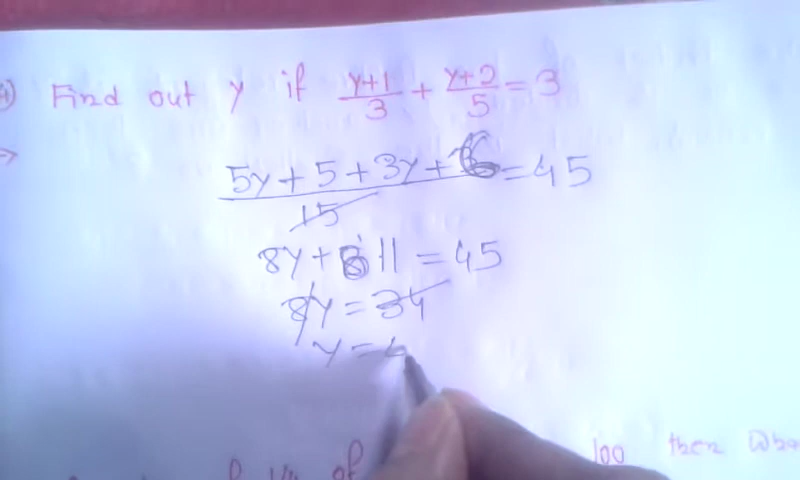 Find out y if (y+1)/3 + (y+2)/5 = 3
(5y + 5 + 3y + 6)/15 = 45
8y + 11 = 45
8y = 34
y =
of 100 then